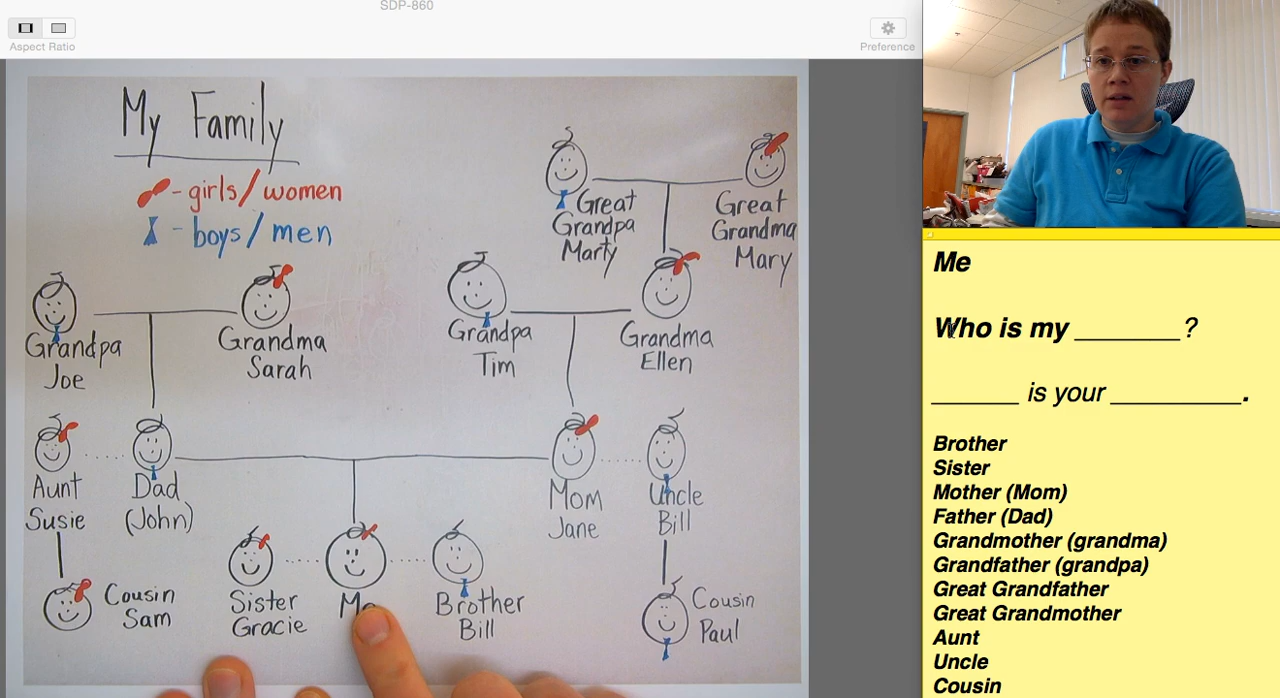 SDP-860
Aspect Ratio
Preference
My Family
- girls/women
- boys/men
Great
Grandpa
Marty
Great
Grandma
Mary
Grandpa
Joe
Grandma
Sarah
Grandpa
Tim
Grandma
Ellen
Aunt
Susie
Dad
(John)
Mom
Jane
Uncle
Bill
Cousin
Sam
Sister
Gracie
Me
Brother
Bill
Cousin
Paul
Me
Who is my _______?
______ is your _________.
Brother
Sister
Mother (Mom)
Father (Dad)
Grandmother (grandma)
Grandfather (grandpa)
Great Grandfather
Great Grandmother
Aunt
Uncle
Cousin